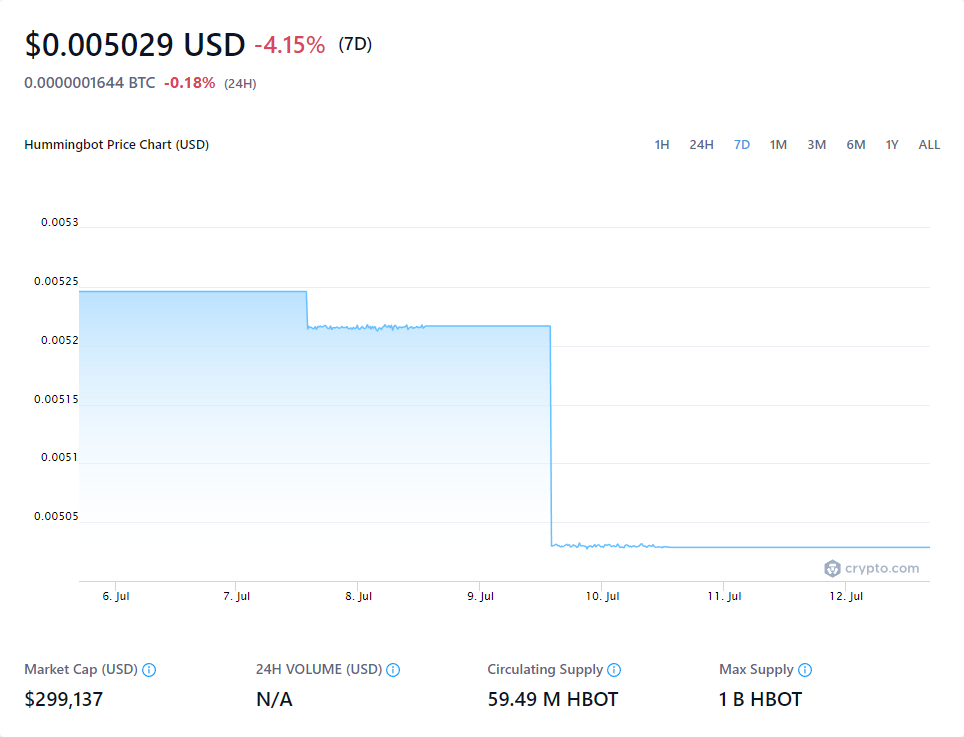 $0.005029 USD -4.15% (7D)
0.0000001644 BTC -0.18% (24H)
Hummingbot Price Chart (USD) 1H 24H 7D 1M 3M 6M 1Y ALL
0.0053
0.00525
0.0052
0.00515
0.0051
0.00505
crypto.com
6. Jul 7. Jul 8. Jul 9. Jul 10. Jul 11. Jul 12. Jul
Market Cap (USD) 24H VOLUME (USD) Circulating Supply Max Supply
$299,137 N/A 59.49 M HBOT 1 B HBOT